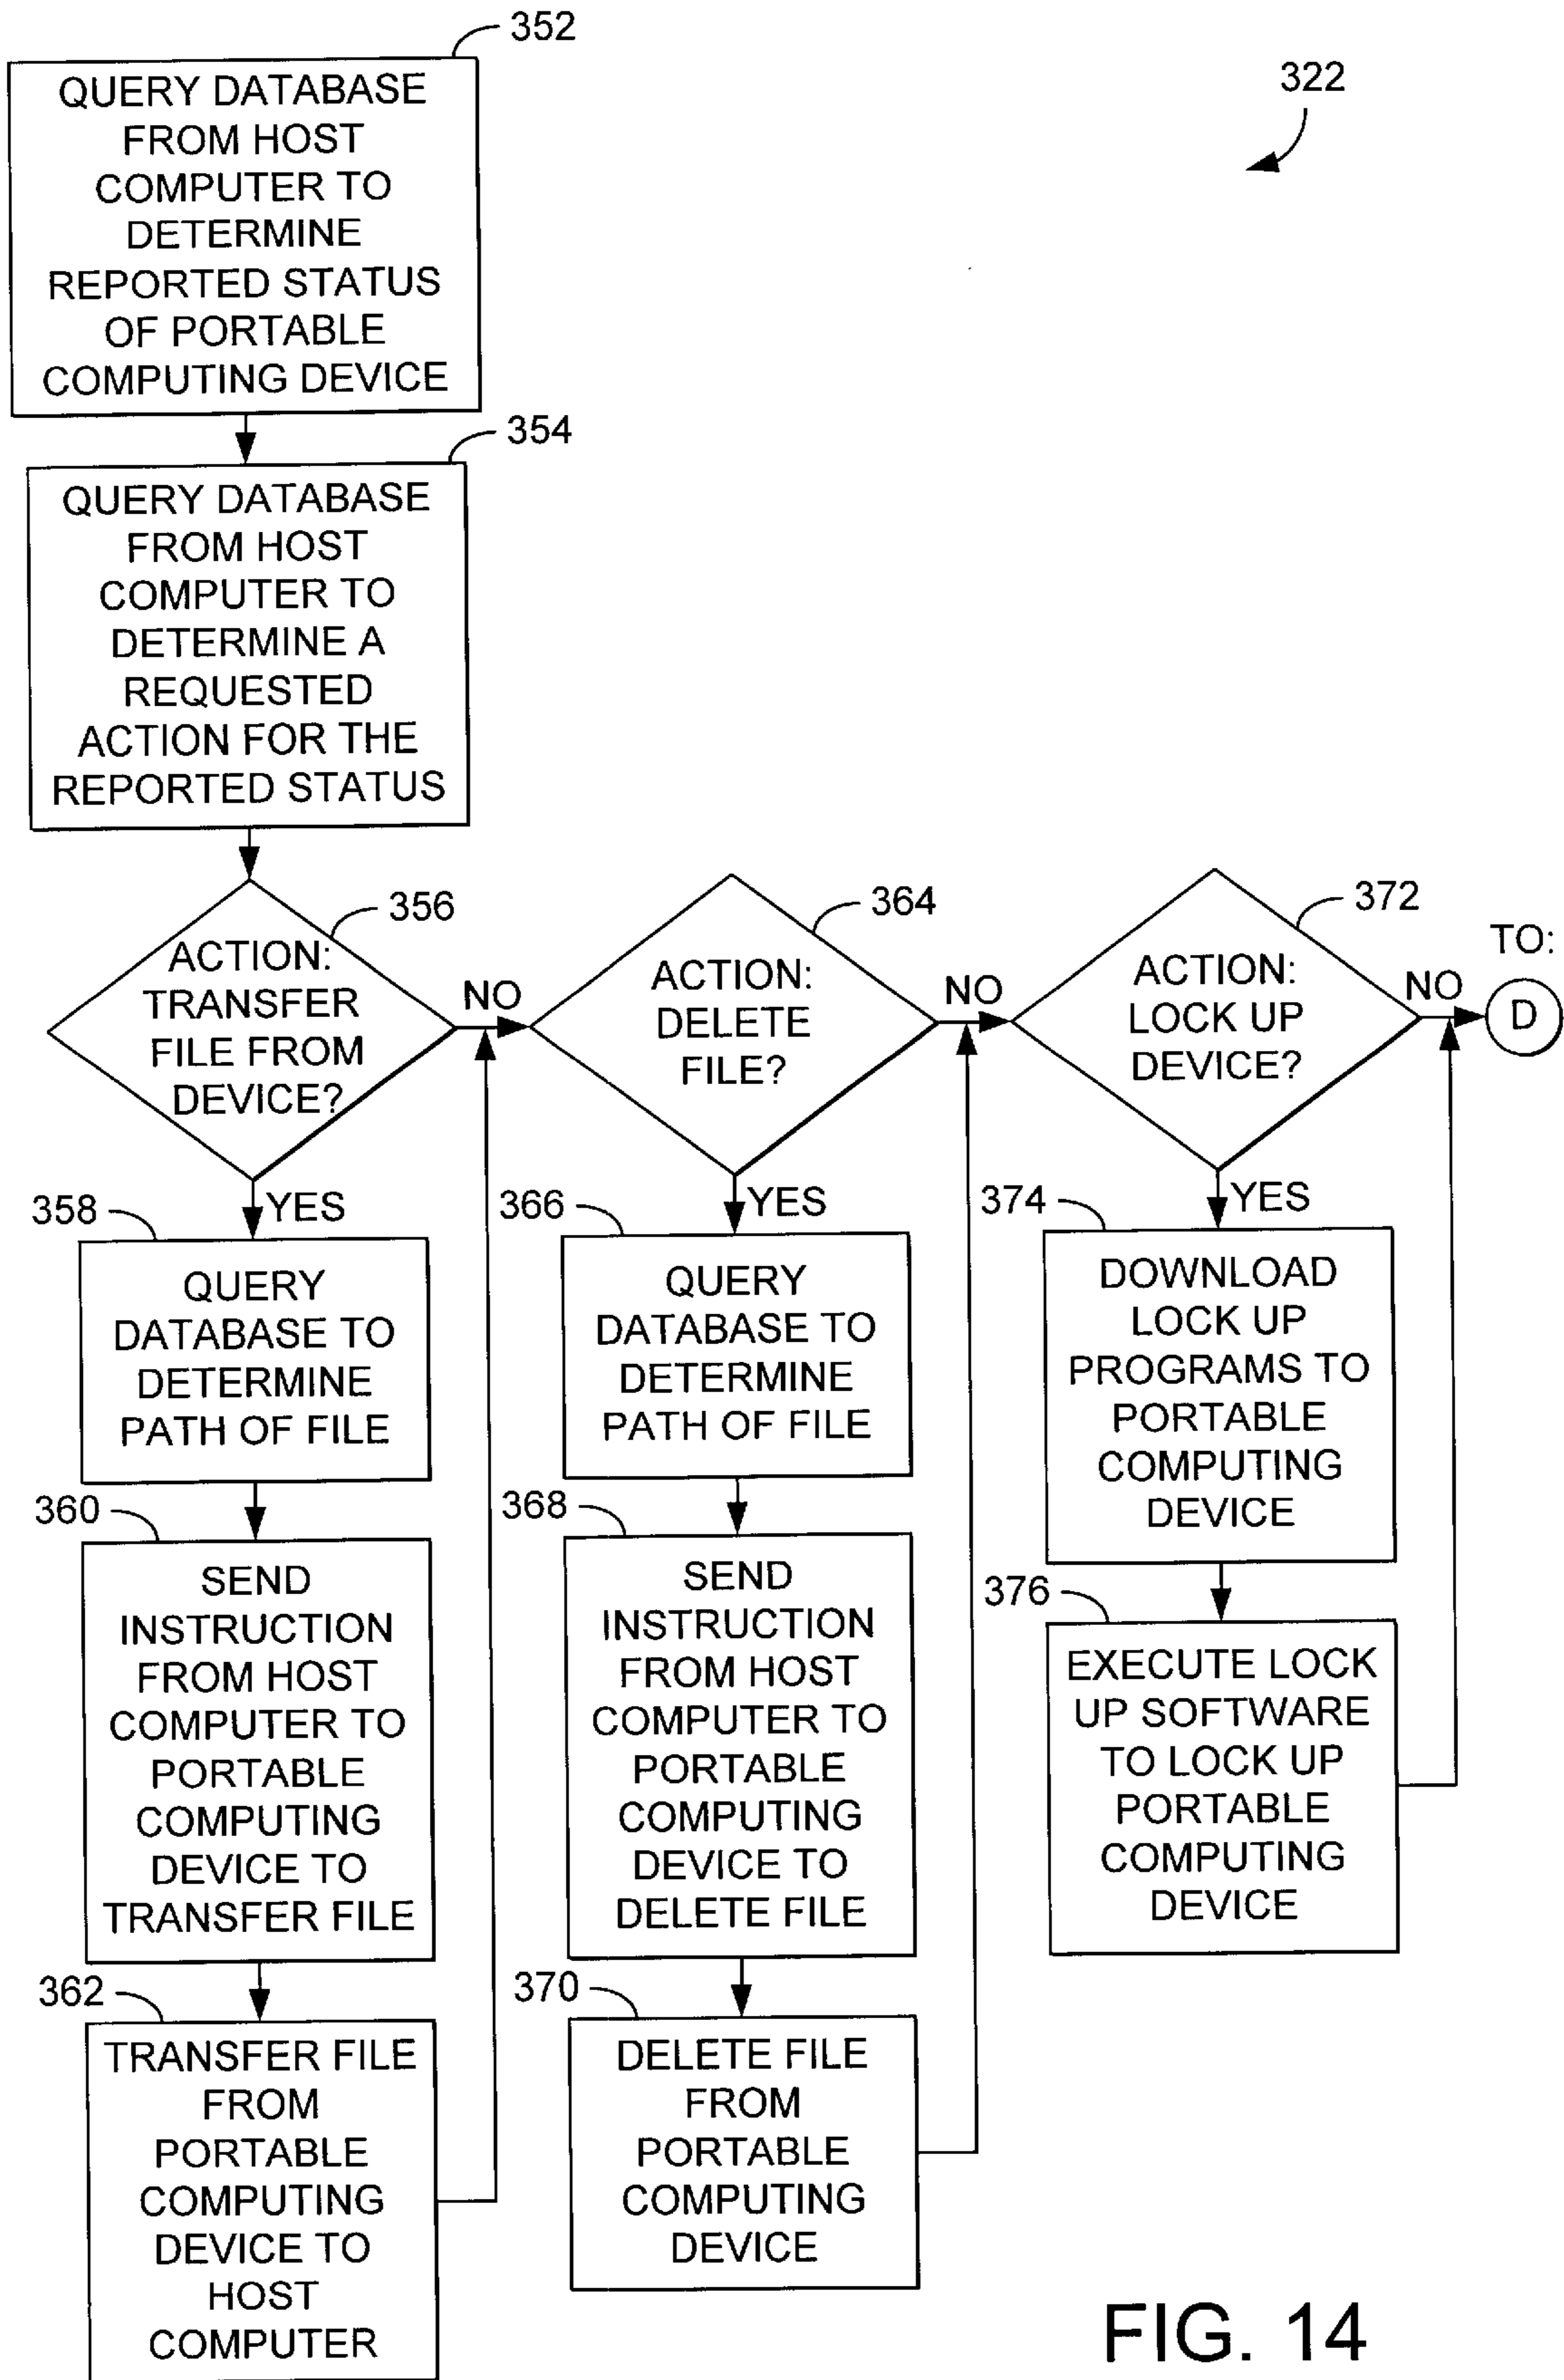 352
QUERY DATABASE
FROM HOST
COMPUTER TO
DETERMINE
REPORTED STATUS
OF PORTABLE
COMPUTING DEVICE
322
354
QUERY DATABASE
FROM HOST
COMPUTER TO
DETERMINE A
REQUESTED
ACTION FOR THE
REPORTED STATUS
356
ACTION:
TRANSFER
FILE FROM
DEVICE?
NO
YES
364
ACTION:
DELETE
FILE?
NO
YES
372
ACTION:
LOCK UP
DEVICE?
NO
YES
TO:
D
358
QUERY
DATABASE TO
DETERMINE
PATH OF FILE
360
SEND
INSTRUCTION
FROM HOST
COMPUTER TO
PORTABLE
COMPUTING
DEVICE TO
TRANSFER FILE
362
TRANSFER FILE
FROM
PORTABLE
COMPUTING
DEVICE TO
HOST
COMPUTER
366
QUERY
DATABASE TO
DETERMINE
PATH OF FILE
368
SEND
INSTRUCTION
FROM HOST
COMPUTER TO
PORTABLE
COMPUTING
DEVICE TO
DELETE FILE
370
DELETE FILE
FROM
PORTABLE
COMPUTING
DEVICE
374
DOWNLOAD
LOCK UP
PROGRAMS TO
PORTABLE
COMPUTING
DEVICE
376
EXECUTE LOCK
UP SOFTWARE
TO LOCK UP
PORTABLE
COMPUTING
DEVICE
FIG. 14